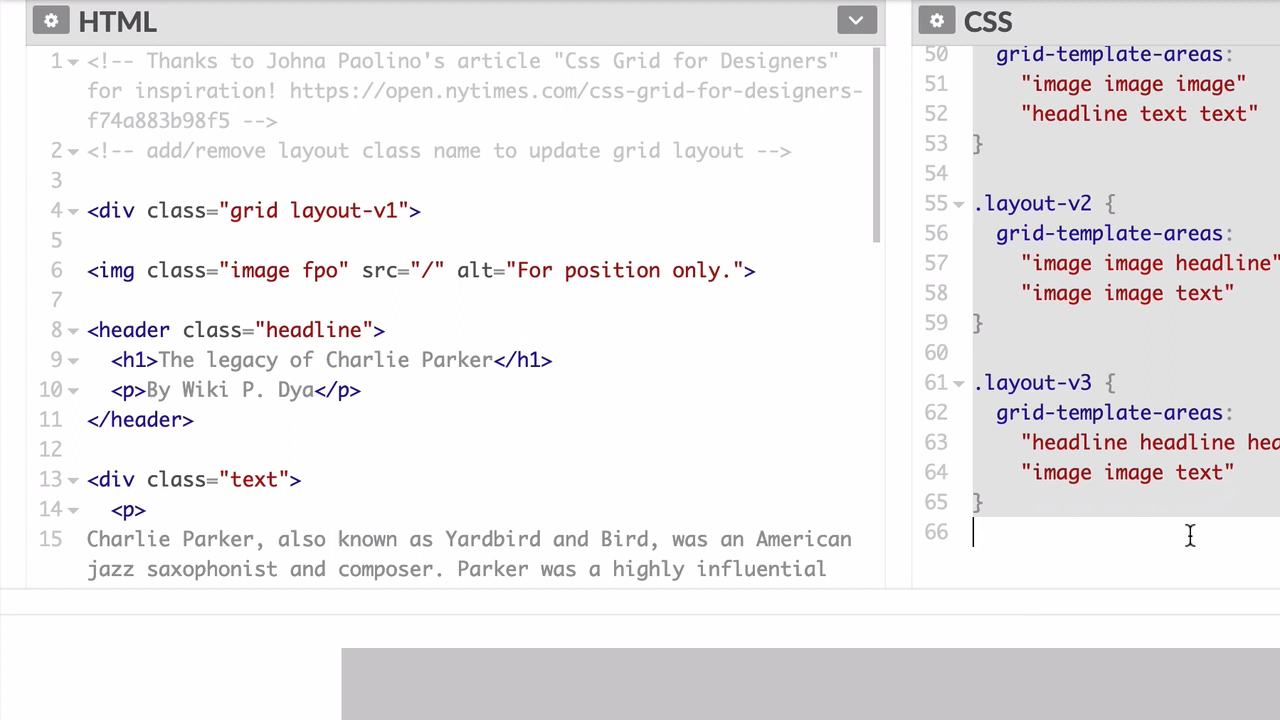 HTML
1 <!-- Thanks to Johna Paolino's article "Css Grid for Designers"
for inspiration! https://open.nytimes.com/css-grid-for-designers-
f74a883b98f5 -->
2 <!-- add/remove layout class name to update grid layout -->
3
4 <div class="grid layout-v1">
5
6 <img class="image fpo" src="/" alt="For position only.">
7
8 <header class="headline">
9 <h1>The legacy of Charlie Parker</h1>
10 <p>By Wiki P. Dya</p>
11 </header>
12
13 <div class="text">
14 <p>
15 Charlie Parker, also known as Yardbird and Bird, was an American
jazz saxophonist and composer. Parker was a highly influential
CSS
50 grid-template-areas:
51 "image image image"
52 "headline text text"
53 }
54
55 .layout-v2 {
56 grid-template-areas:
57 "image image headline"
58 "image image text"
59 }
60
61 .layout-v3 {
62 grid-template-areas:
63 "headline headline hea
64 "image image text"
65 }
66